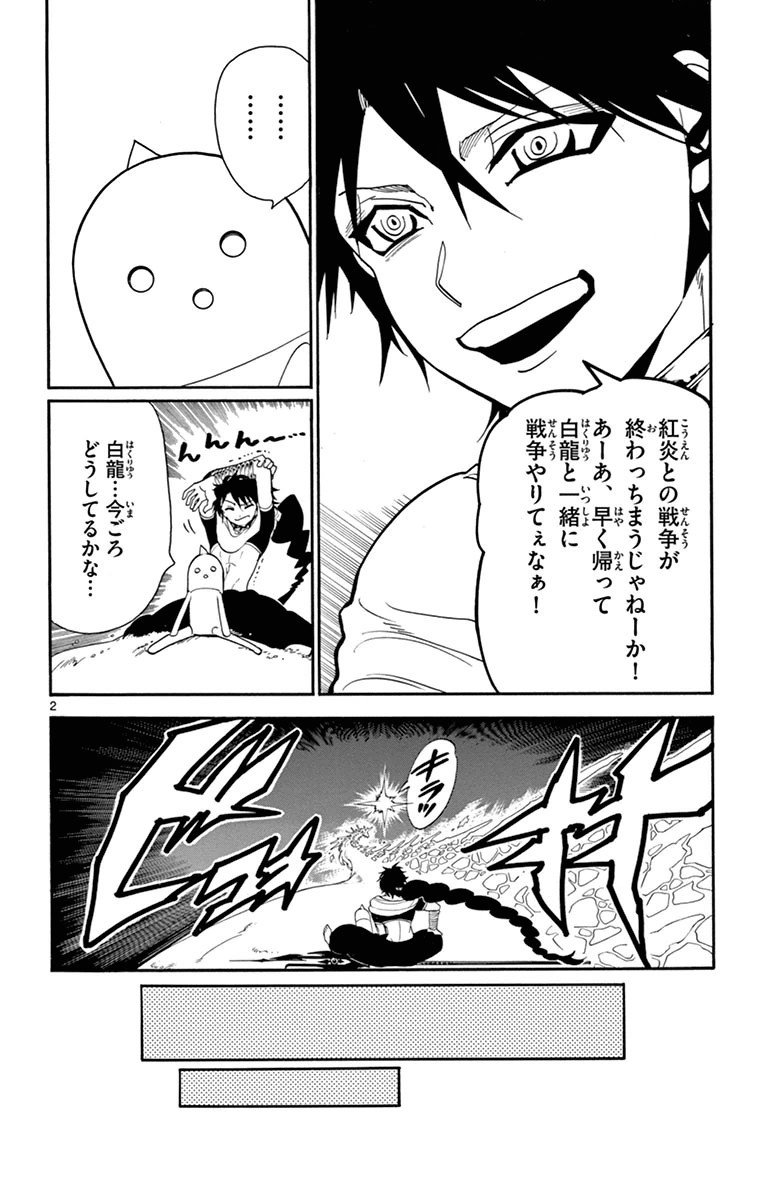 紅炎との戦争が
終わっちまうじゃねーか！
あーあ、早く帰って
白龍と一緒に
戦争やりてぇなぁ！
……
……
んんん〜…
白龍…今ごろ
どうしてるかな…
2
キラッ
ビュン